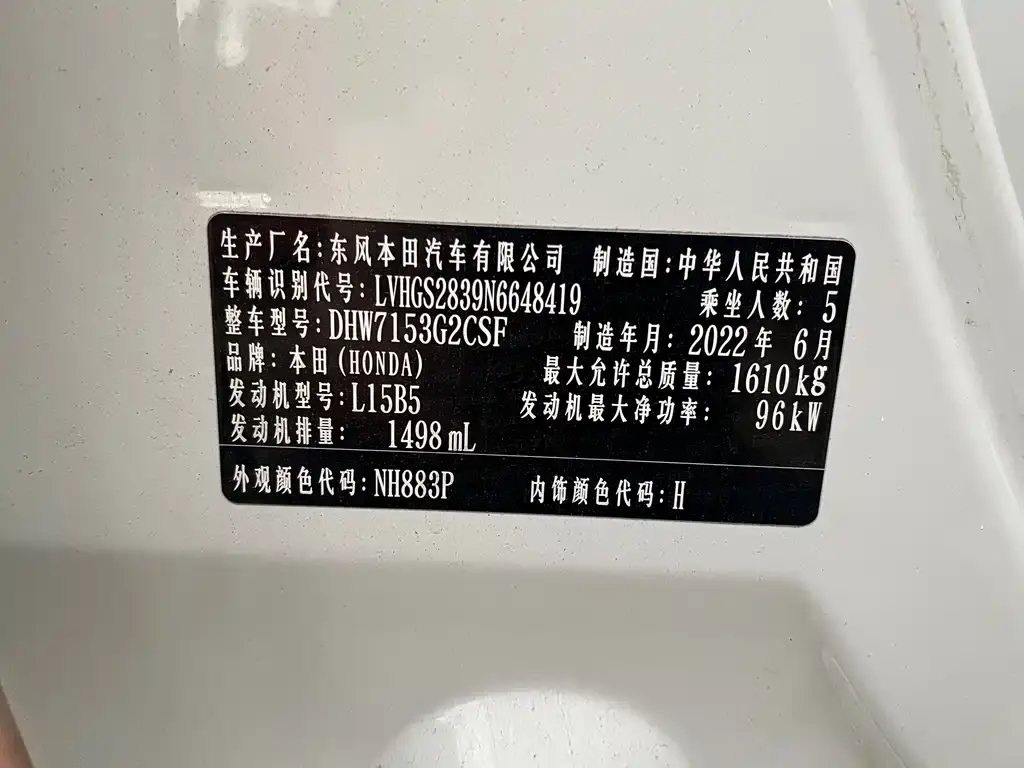 生产厂名:东风本田汽车有限公司 制造国:中华人民共和国
车辆识别代号:LVHGS2839N6648419 乘坐人数:5
整车型号:DHW7153G2CSF 制造年月:2022年6月
品牌:本田(HONDA) 最大允许总质量:1610kg
发动机型号:L15B5 发动机最大净功率:96kW
发动机排量:1498mL
外观颜色代码:NH883P 内饰颜色代码:H